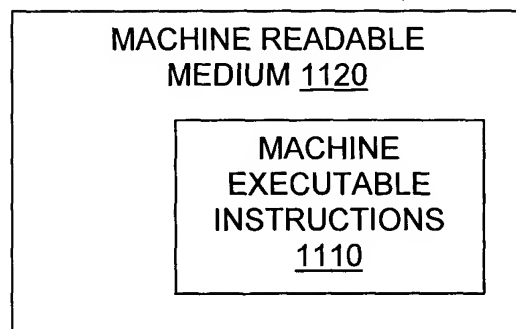 MACHINE READABLE
MEDIUM 1120
MACHINE
EXECUTABLE
INSTRUCTIONS
1110